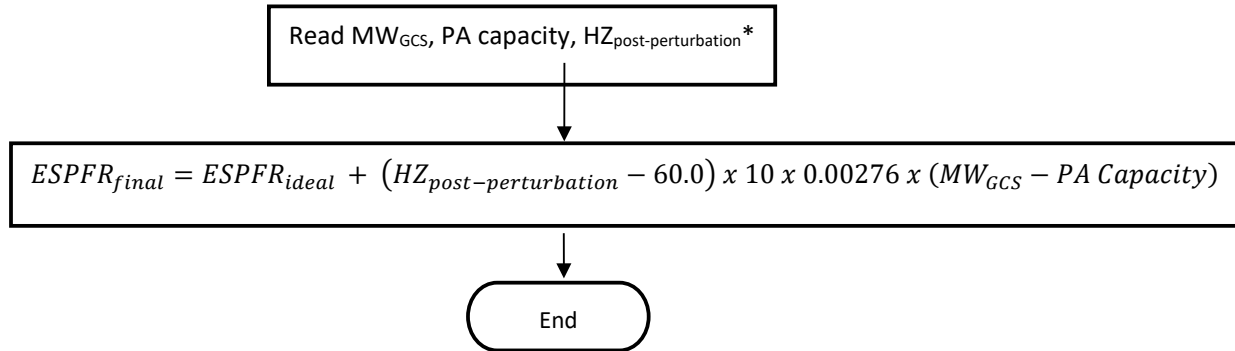 Read MW_GCS, PA capacity, HZ_post-perturbation*
ESPFR_final = ESPFR_ideal + (HZ_post−perturbation − 60.0) x 10 x 0.00276 x (MW_GCS − PA Capacity)
End